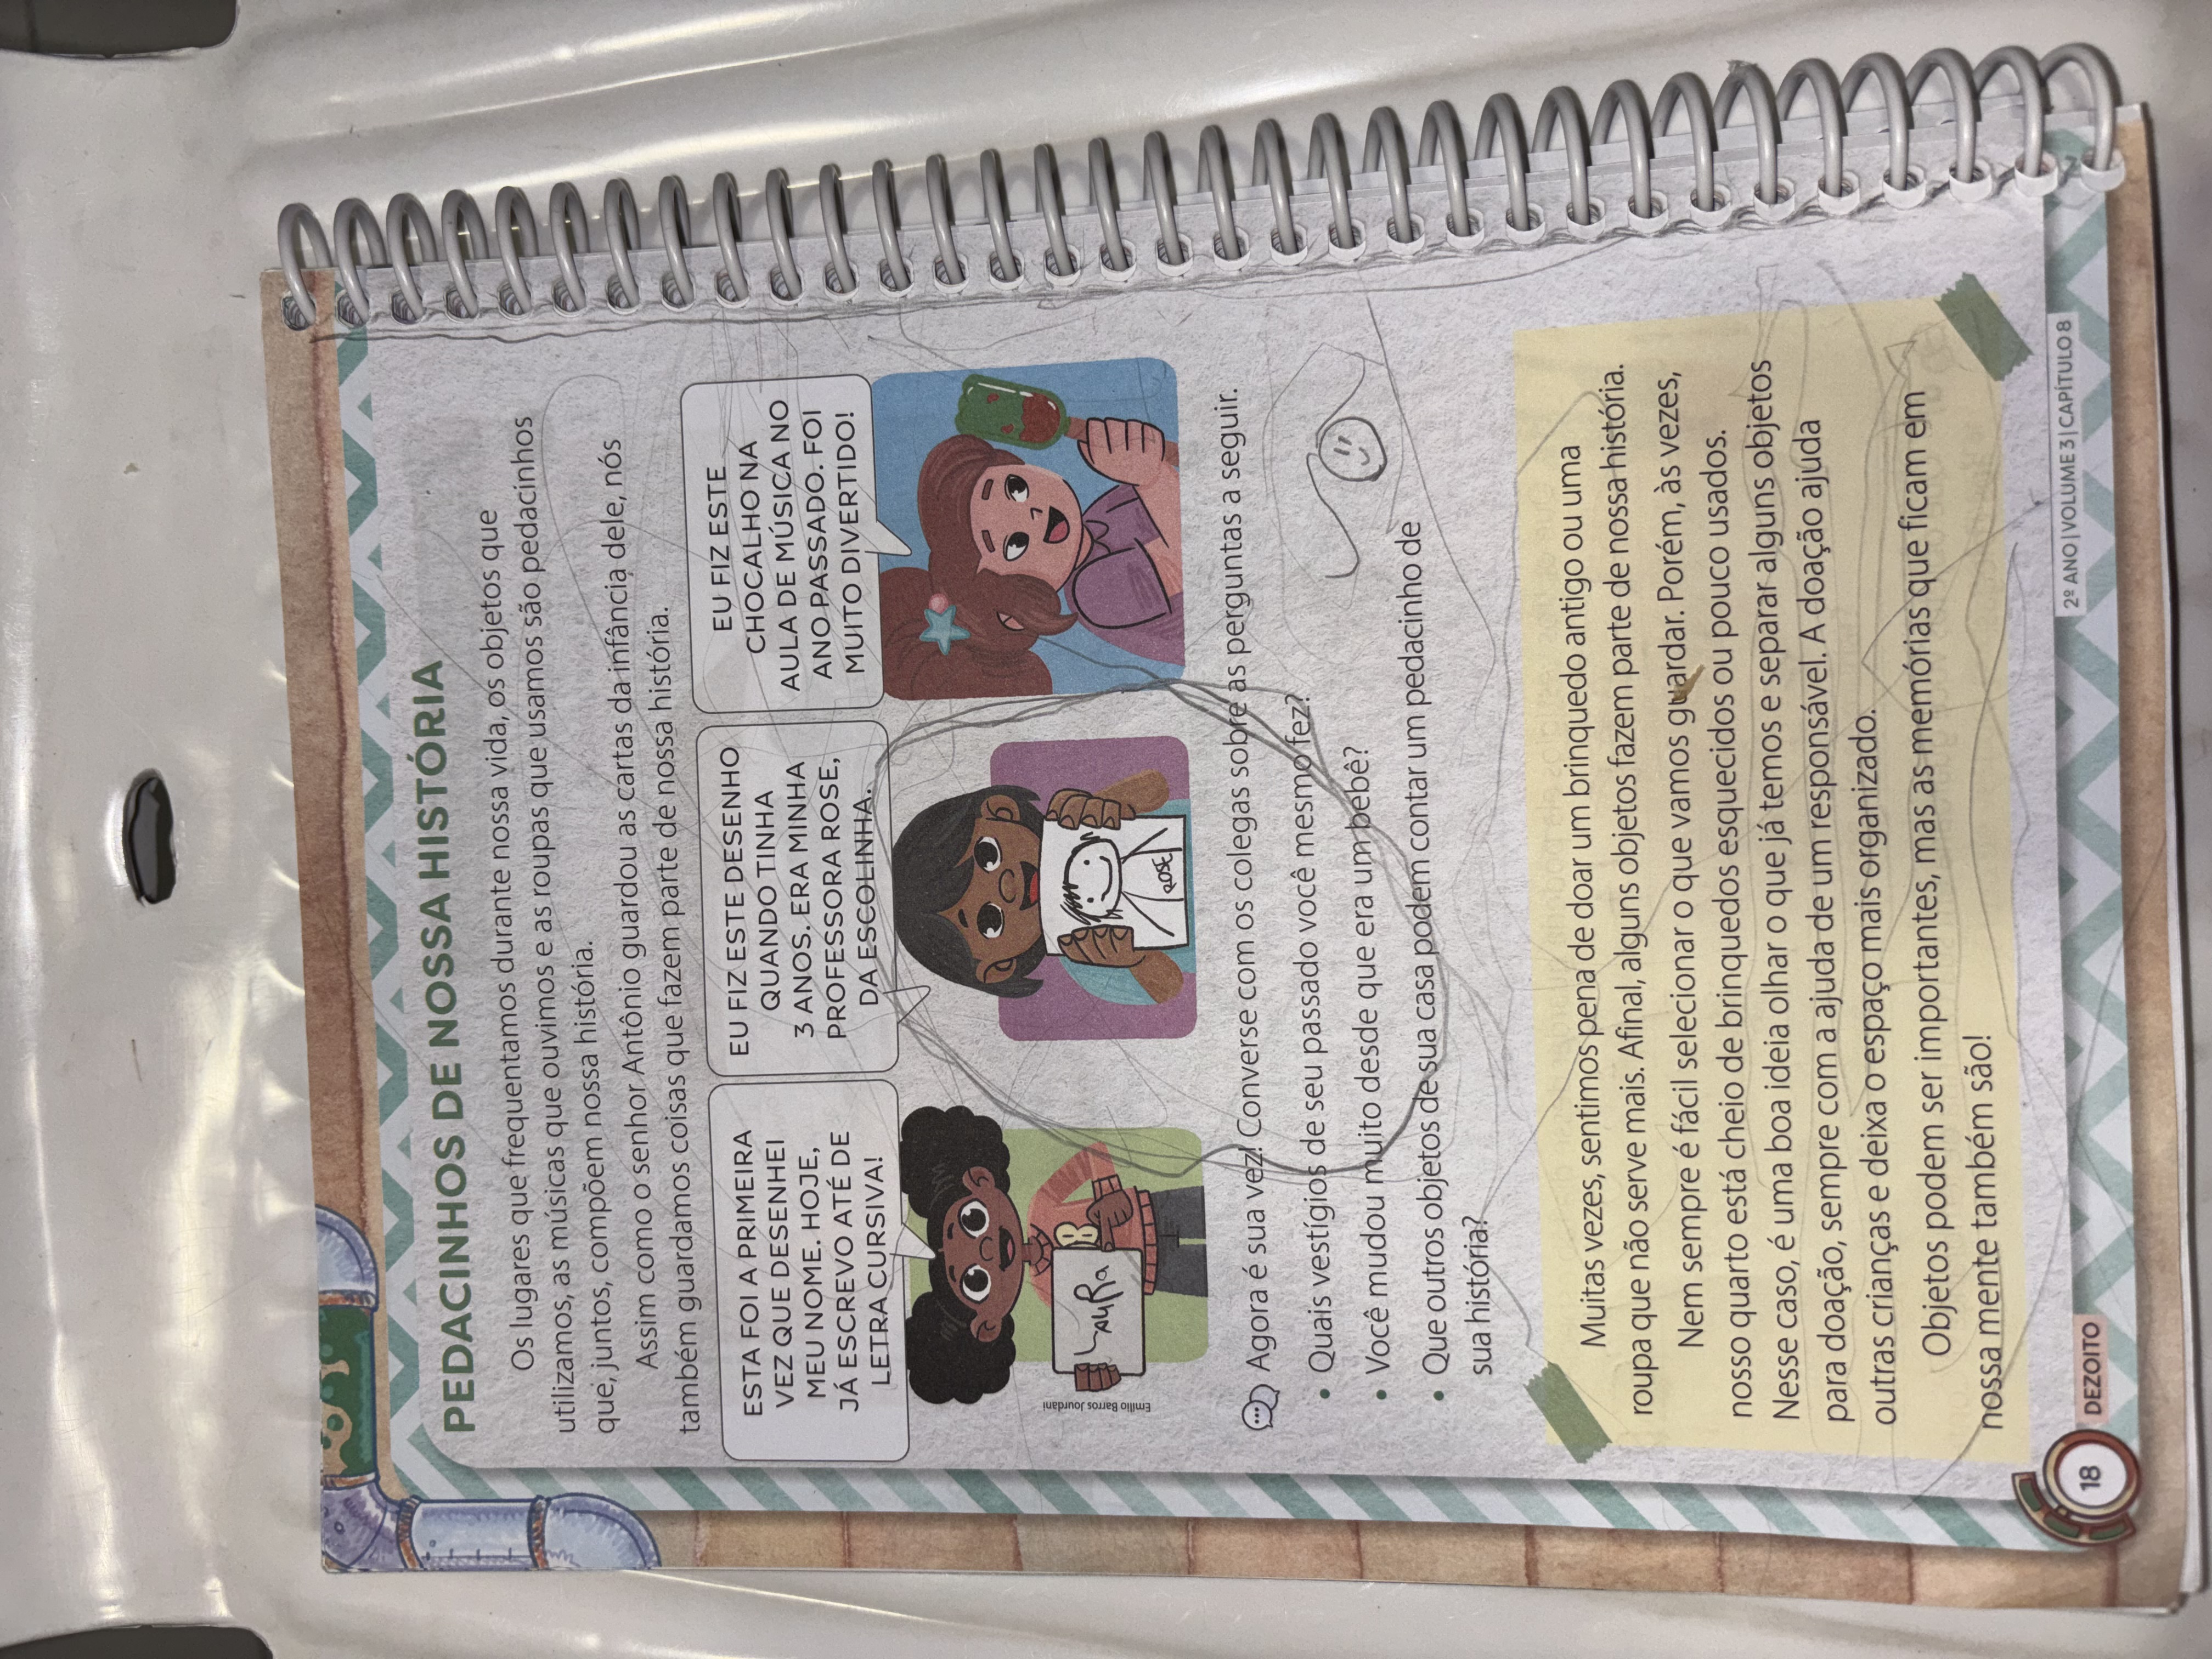 PEDACINHOS DE NOSSA HISTÓRIA
Os lugares que frequentamos durante nossa vida, os objetos que
utilizamos, as músicas que ouvimos e as roupas que usamos são pedacinhos
que, juntos, compõem nossa história.
Assim como o senhor Antônio guardou as cartas da infância dele, nós
também guardamos coisas que fazem parte de nossa história.
ESTA FOI A PRIMEIRA
VEZ QUE DESENHEI
MEU NOME. HOJE,
JÁ ESCREVO ATÉ DE
LETRA CURSIVA!
EU FIZ ESTE DESENHO
QUANDO TINHA
3 ANOS. ERA MINHA
PROFESSORA ROSE,
DA ESCOLINHA.
EU FIZ ESTE
CHOCALHO NA
AULA DE MÚSICA NO
ANO PASSADO. FOI
MUITO DIVERTIDO!
Emílio Barros Jourdani
LauRa
8
ROSE
Agora é sua vez! Converse com os colegas sobre as perguntas a seguir.
• Quais vestígios de seu passado você mesmo fez?
• Você mudou muito desde que era um bebê?
• Que outros objetos de sua casa podem contar um pedacinho de
sua história?
Muitas vezes, sentimos pena de doar um brinquedo antigo ou uma
roupa que não serve mais. Afinal, alguns objetos fazem parte de nossa história.
Nem sempre é fácil selecionar o que vamos guardar. Porém, às vezes,
nosso quarto está cheio de brinquedos esquecidos ou pouco usados.
Nesse caso, é uma boa ideia olhar o que já temos e separar alguns objetos
para doação, sempre com a ajuda de um responsável. A doação ajuda
outras crianças e deixa o espaço mais organizado.
Objetos podem ser importantes, mas as memórias que ficam em
nossa mente também são!
18
DEZOITO
2º ANO | VOLUME 3 | CAPÍTULO 8